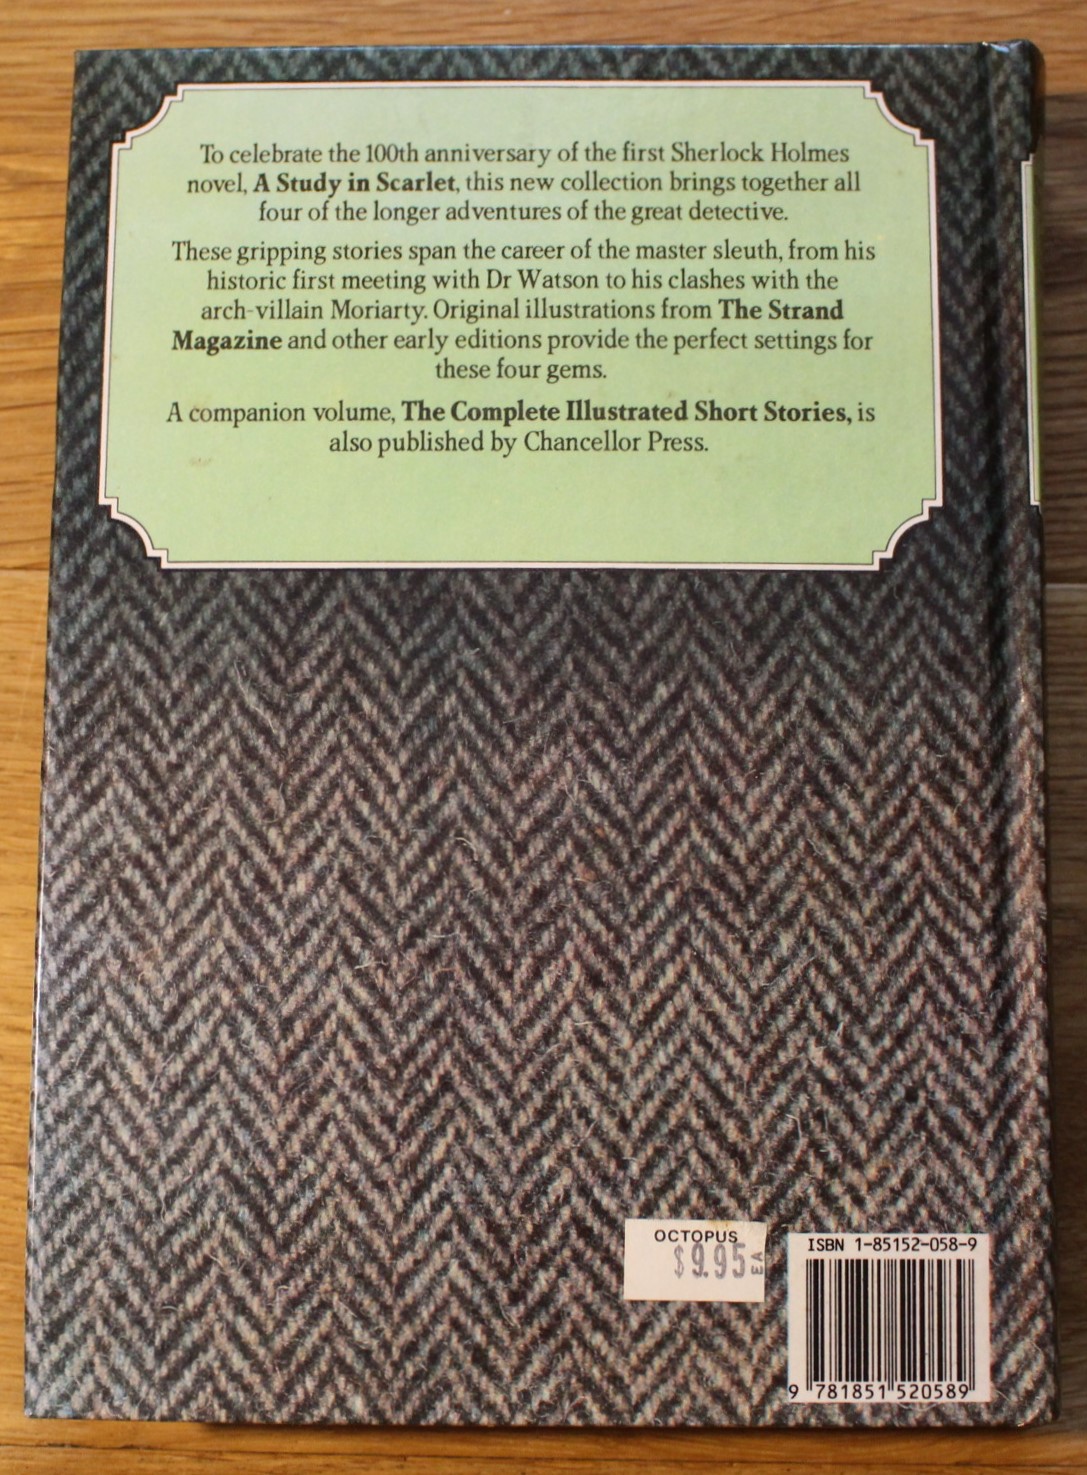 To celebrate the 100th anniversary of the first Sherlock Holmes
novel, A Study in Scarlet, this new collection brings together all
four of the longer adventures of the great detective.
These gripping stories span the career of the master sleuth, from his
historic first meeting with Dr Watson to his clashes with the
arch-villain Moriarty. Original illustrations from The Strand
Magazine and other early editions provide the perfect settings for
these four gems.
A companion volume, The Complete Illustrated Short Stories, is
also published by Chancellor Press.
OCTOPUS
$9.95 EA
ISBN 1-85152-058-9
9 781851 520589